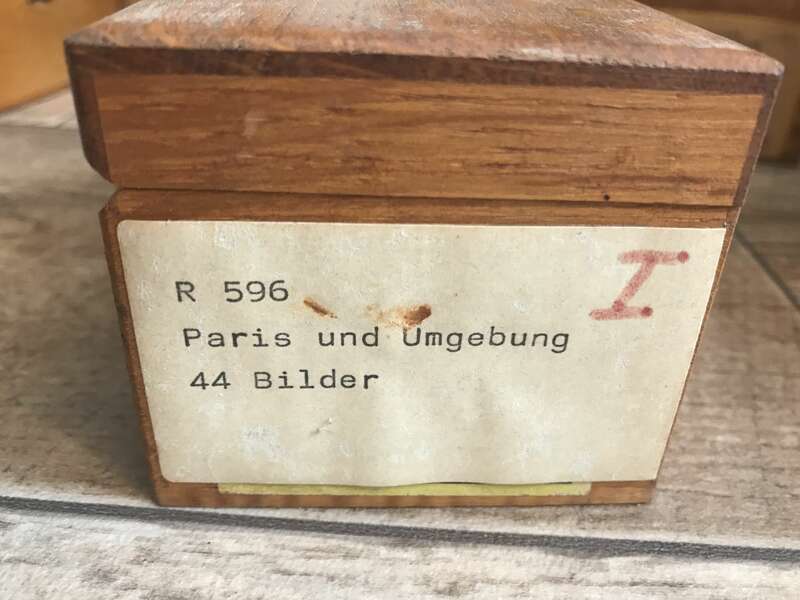 R 596
I
Paris und Umgebung
44 Bilder